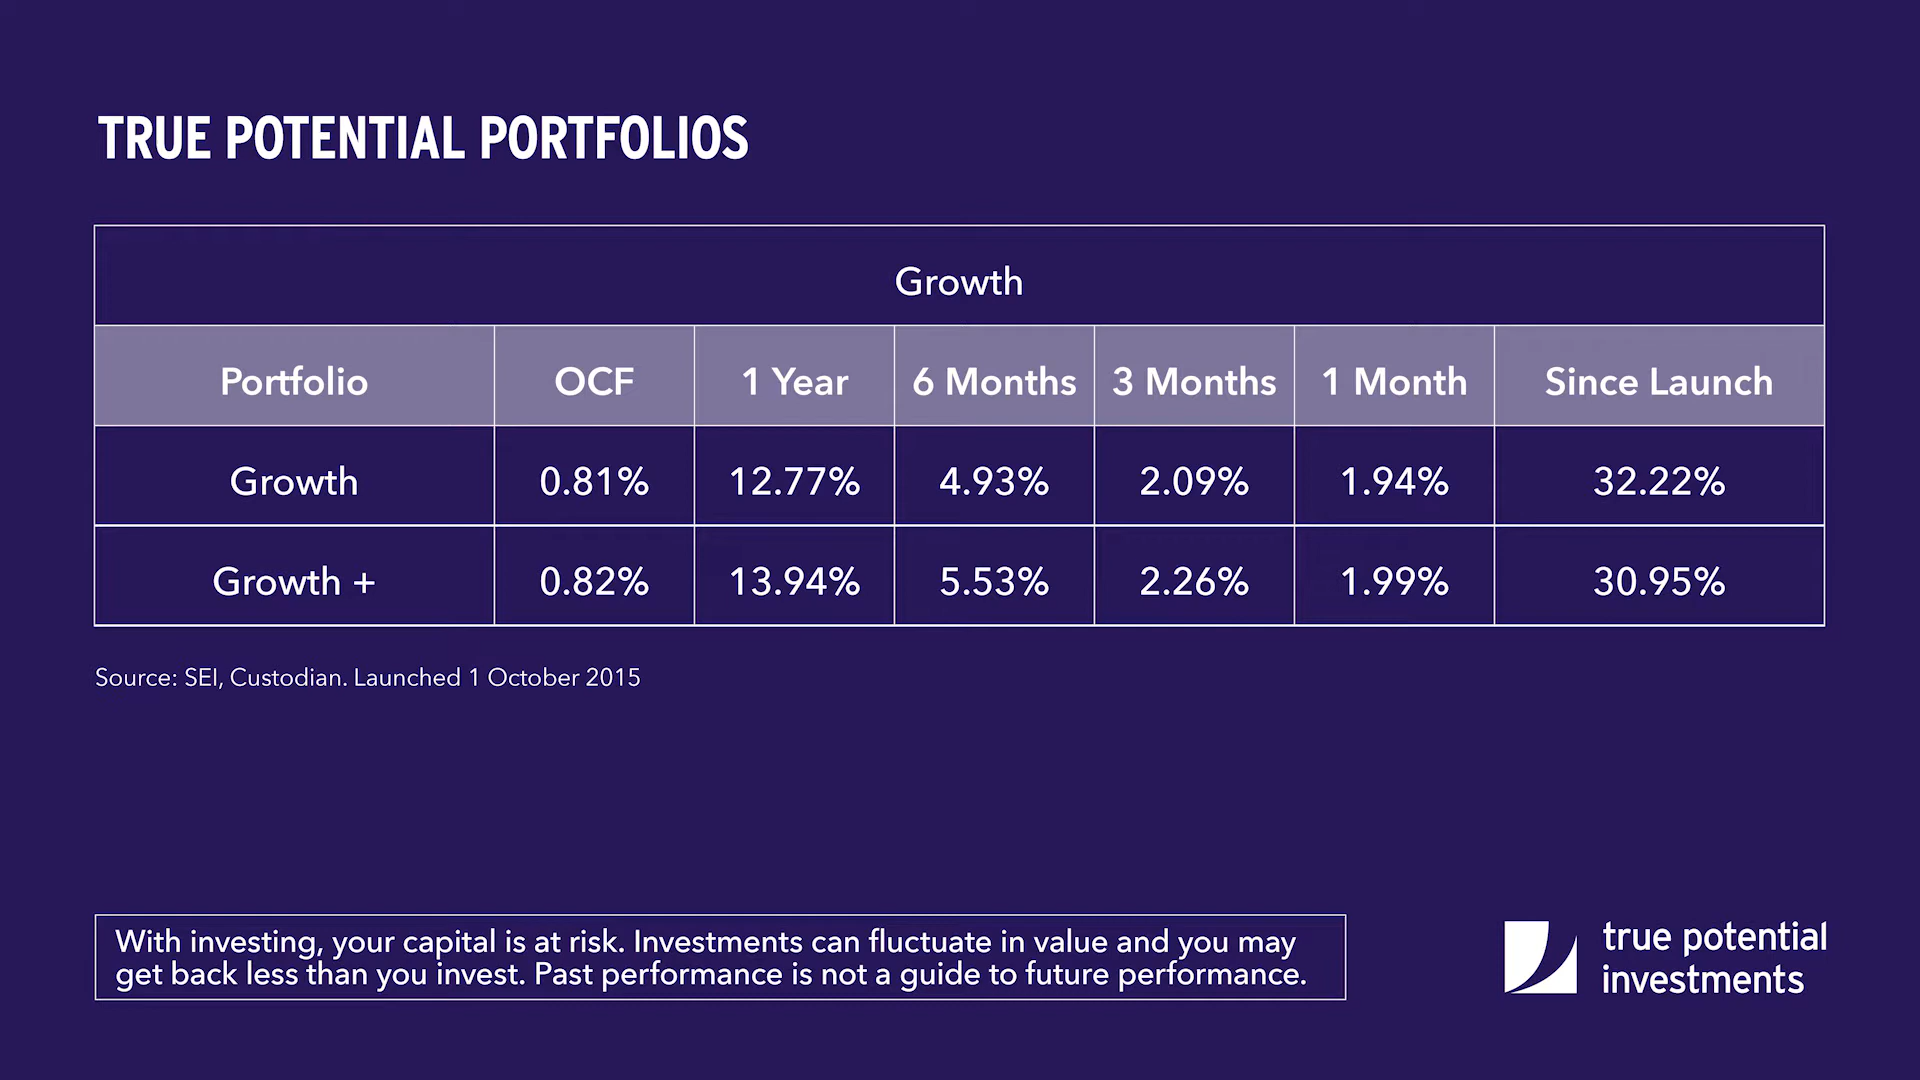 TRUE POTENTIAL PORTFOLIOS
Growth
Portfolio OCF 1 Year 6 Months 3 Months 1 Month Since Launch
Growth 0.81% 12.77% 4.93% 2.09% 1.94% 32.22%
Growth + 0.82% 13.94% 5.53% 2.26% 1.99% 30.95%
Source: SEI, Custodian. Launched 1 October 2015
With investing, your capital is at risk. Investments can fluctuate in value and you may
get back less than you invest. Past performance is not a guide to future performance.
true potential
investments